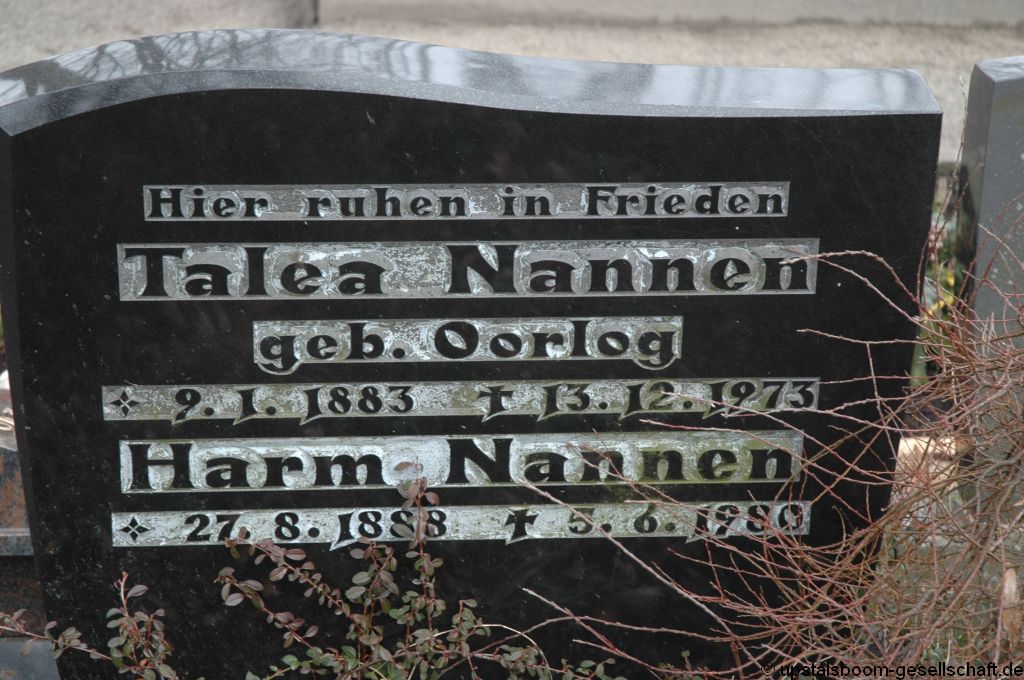 Hier ruhen in Frieden
Talea Nannen
geb. Oorlog
9. 1. 1883 † 13. 12. 1973
Harm Nannen
27. 8. 1888 † 5. 6. 1980
© upstalsboom-gesellschaft.de